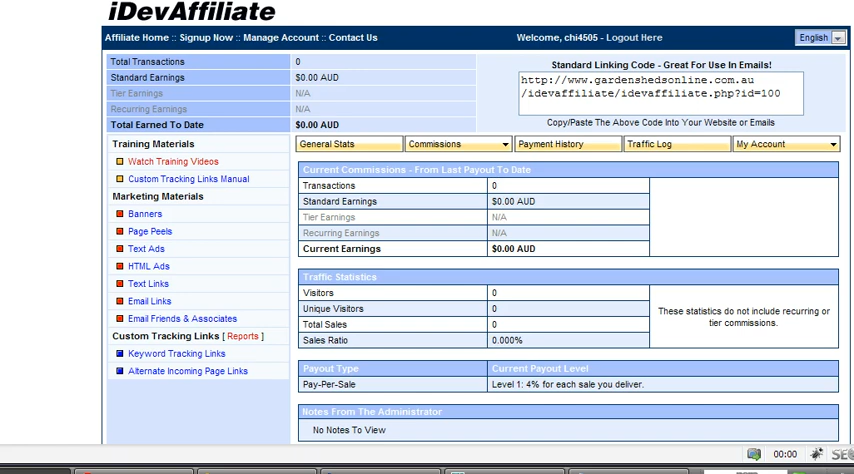 iDevAffiliate
Affiliate Home :: Signup Now :: Manage Account :: Contact Us
Welcome, chi4505 - Logout Here
English
Total Transactions 0
Standard Earnings $0.00 AUD
Tier Earnings N/A
Recurring Earnings N/A
Total Earned To Date $0.00 AUD
Standard Linking Code - Great For Use In Emails!
http://www.gardenshedsonline.com.au
/idevaffiliate/idevaffiliate.php?id=100
Copy/Paste The Above Code Into Your Website or Emails
Training Materials
Watch Training Videos
Custom Tracking Links Manual
Marketing Materials
Banners
Page Peels
Text Ads
HTML Ads
Text Links
Email Links
Email Friends & Associates
Custom Tracking Links [ Reports ]
Keyword Tracking Links
Alternate Incoming Page Links
General Stats Commissions Payment History Traffic Log My Account
Current Commissions - From Last Payout To Date
Transactions 0
Standard Earnings $0.00 AUD
Tier Earnings N/A
Recurring Earnings N/A
Current Earnings $0.00 AUD
Traffic Statistics
Visitors 0
Unique Visitors 0
Total Sales 0
Sales Ratio 0.000%
These statistics do not include recurring or
tier commissions.
Payout Type Current Payout Level
Pay-Per-Sale Level 1: 4% for each sale you deliver.
Notes From The Administrator
No Notes To View
00:00